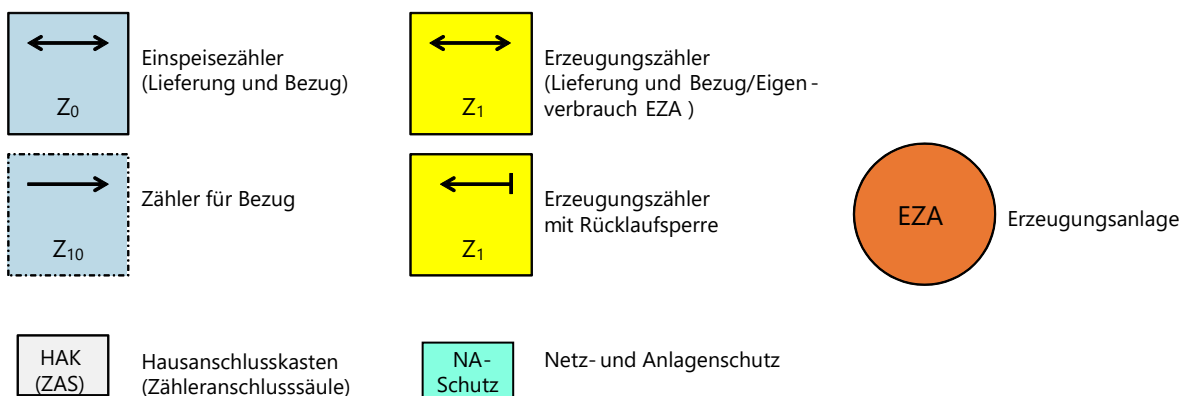 Z0
Einspeisezähler
(Lieferung und Bezug)
Z1
Erzeugungszähler
(Lieferung und Bezug/Eigen-
verbrauch EZA )
Z10
Zähler für Bezug
Z1
Erzeugungszähler
mit Rücklaufsperre
EZA
Erzeugungsanlage
HAK
(ZAS)
Hausanschlusskasten
(Zähleranschlusssäule)
NA-
Schutz
Netz- und Anlagenschutz